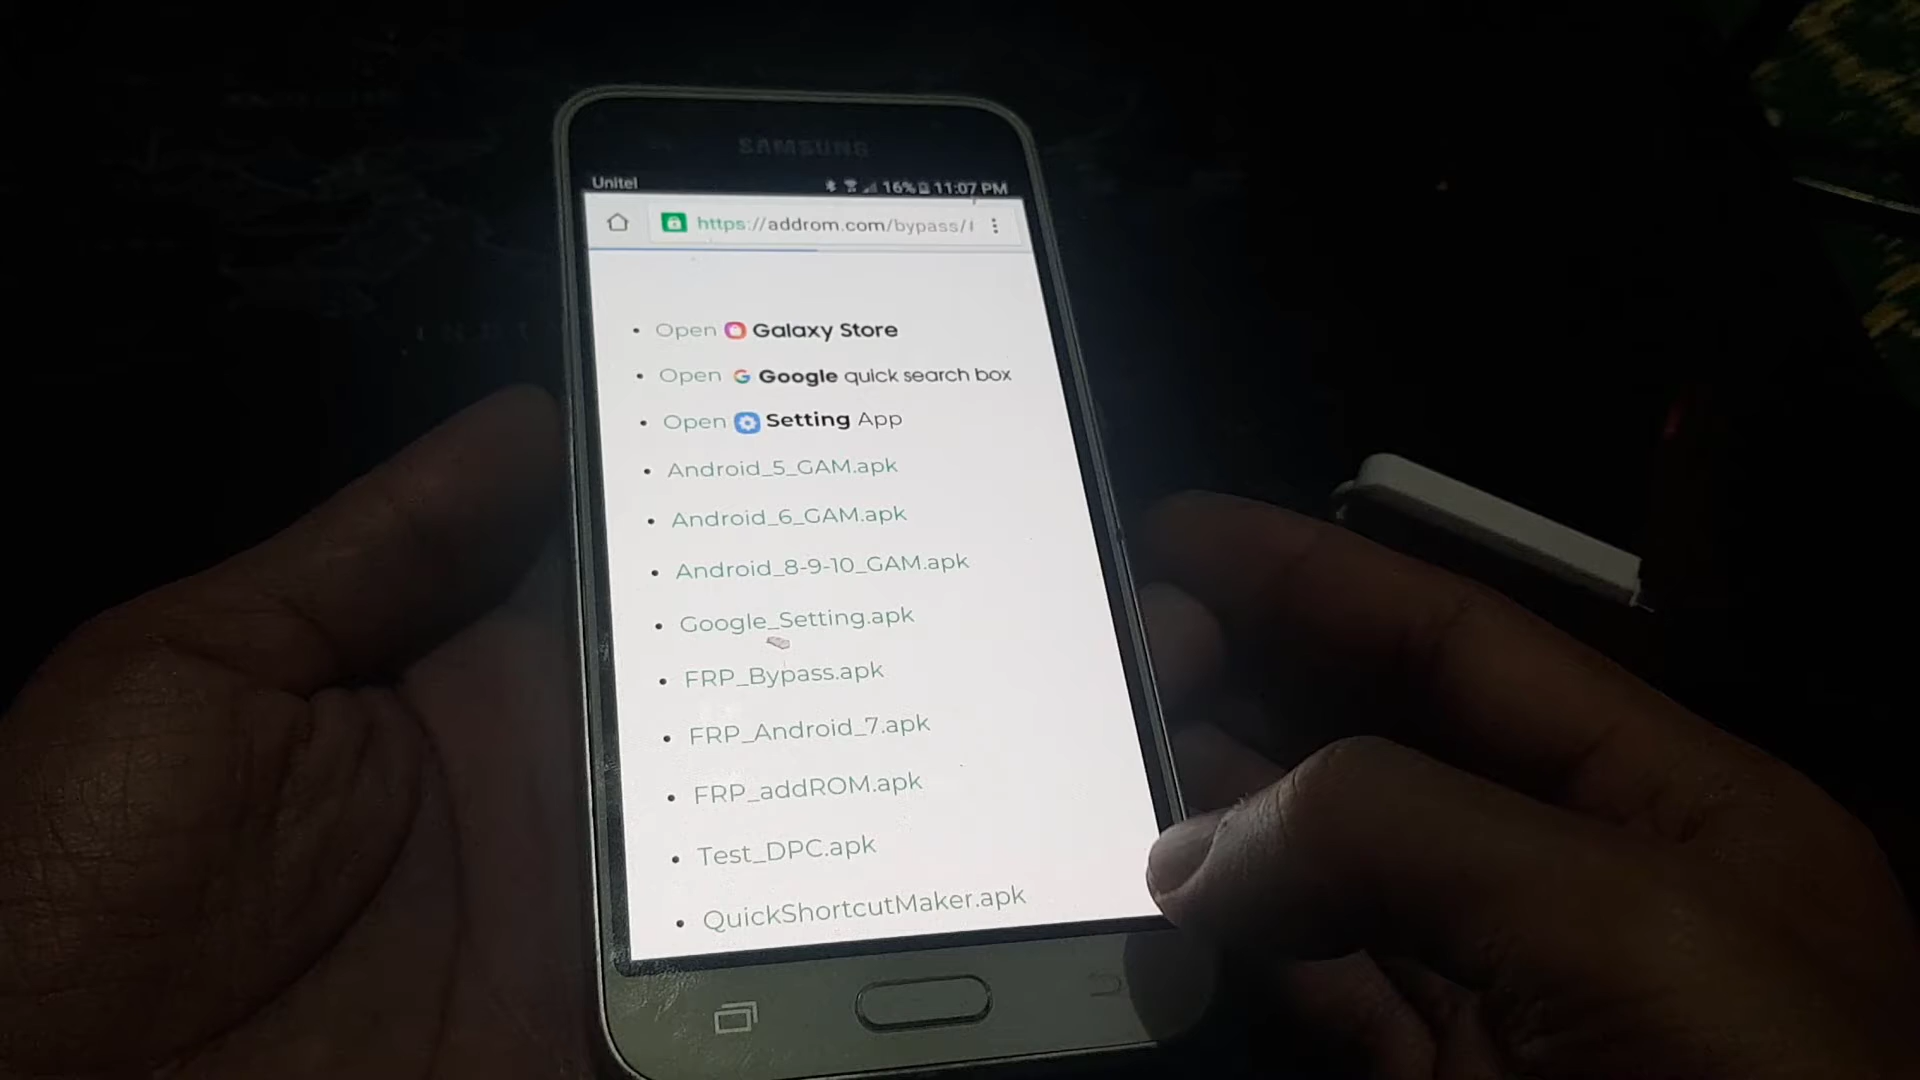 SAMSUNG
Unitel 16% 11:07 PM
https://addrom.com/bypass/
Open Galaxy Store
Open Google quick search box
Open Setting App
Android_5_GAM.apk
Android_6_GAM.apk
Android_8-9-10_GAM.apk
Google_Setting.apk
FRP_Bypass.apk
FRP_Android_7.apk
FRP_addROM.apk
Test_DPC.apk
QuickShortcutMaker.apk